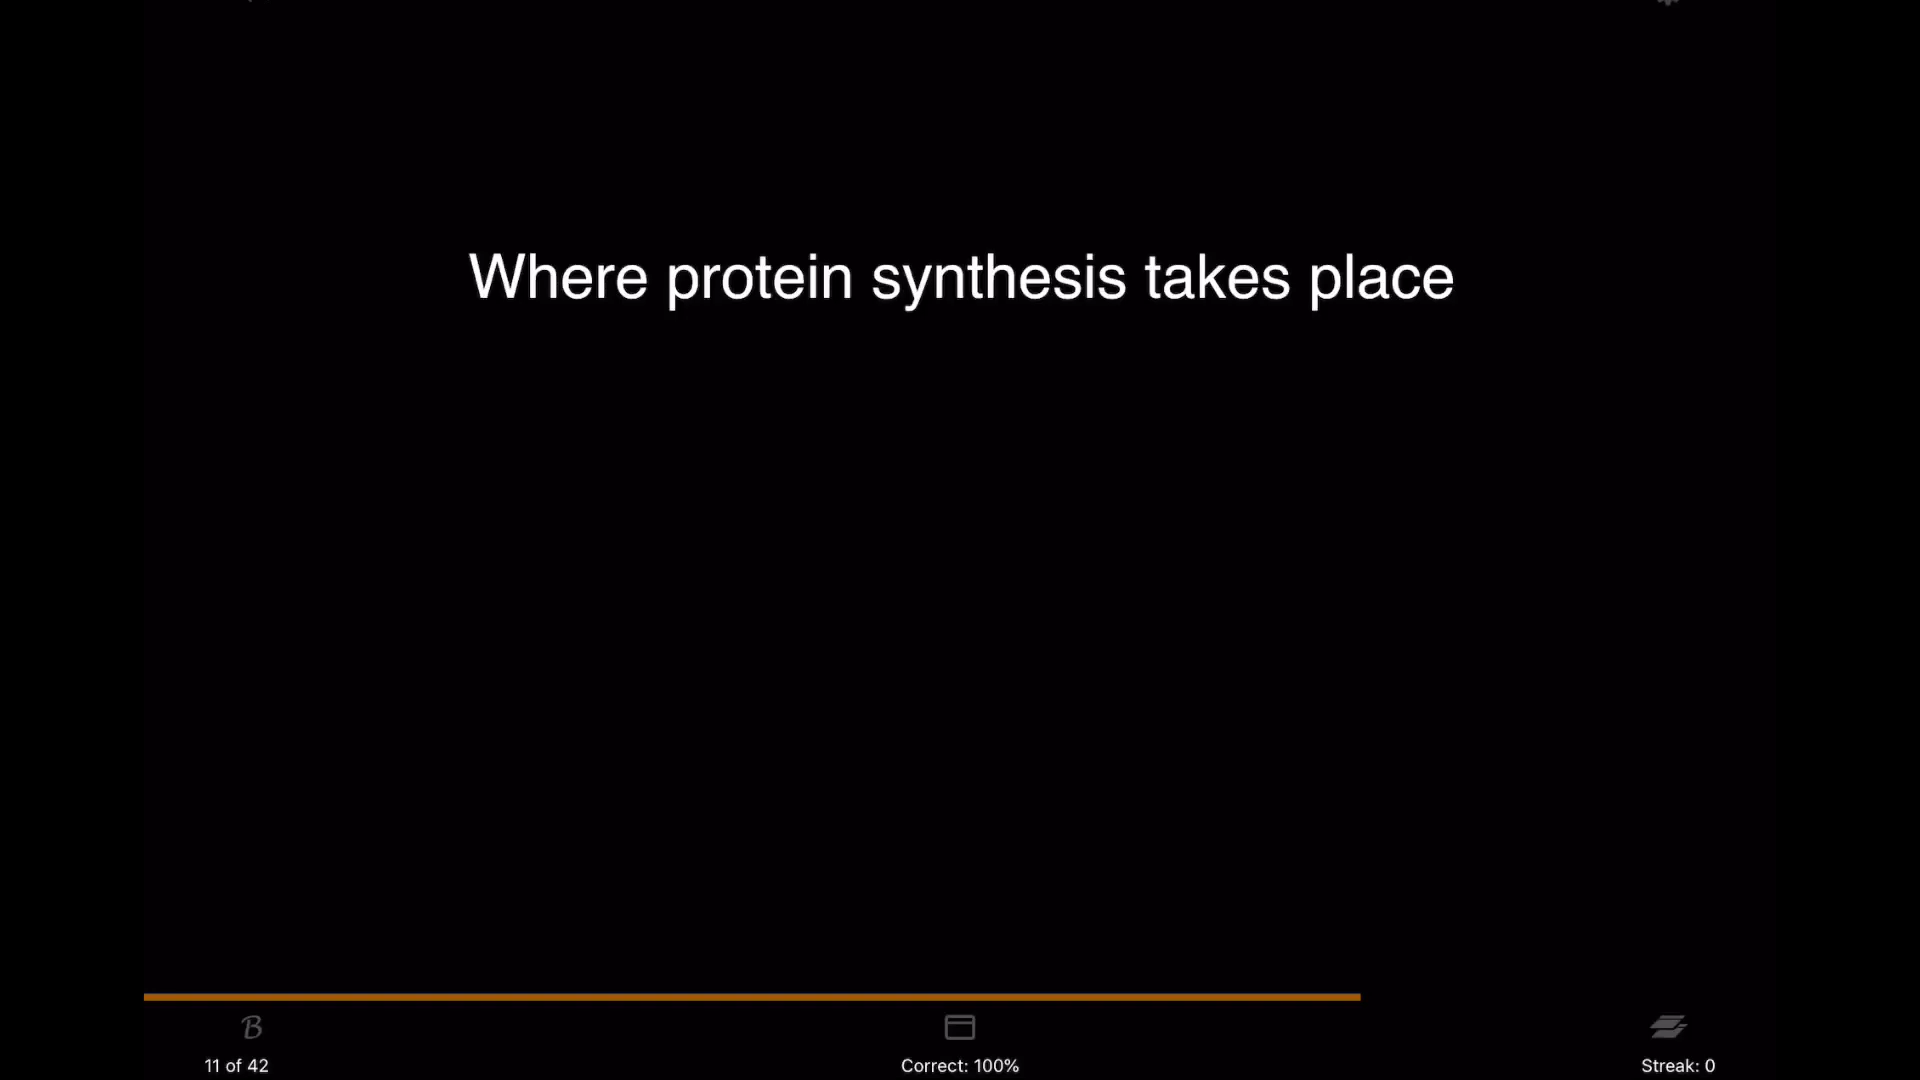 Where protein synthesis takes place
11 of 42
Correct: 100%
Streak: 0